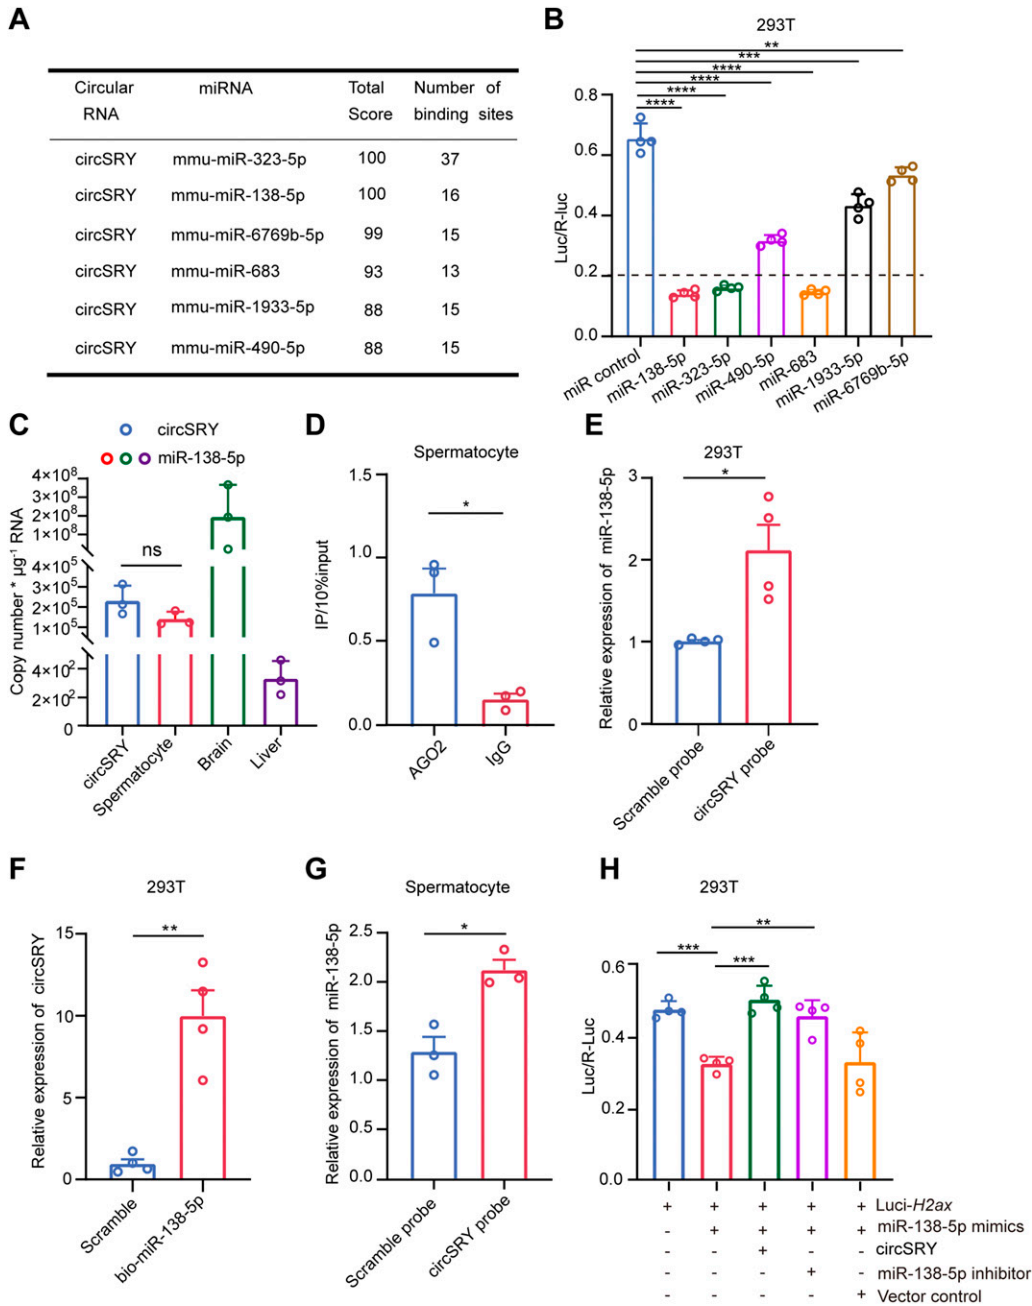 A
Circular RNA miRNA Total Score Number of binding sites
circSRY mmu-miR-323-5p 100 37
circSRY mmu-miR-138-5p 100 16
circSRY mmu-miR-6769b-5p 99 15
circSRY mmu-miR-683 93 13
circSRY mmu-miR-1933-5p 88 15
circSRY mmu-miR-490-5p 88 15
B
293T
**
***
****
****
****
****
Luc/R-luc
0.8
0.6
0.4
0.2
0.0
miR control
miR-138-5p
miR-323-5p
miR-490-5p
miR-683
miR-1933-5p
miR-6769b-5p
C
circSRY
miR-138-5p
Copy number * µg⁻¹ RNA
4×10⁸
3×10⁸
2×10⁸
1×10⁸
4×10⁵
3×10⁵
2×10⁵
1×10⁵
4×10²
2×10²
0
ns
circSRY
Spermatocyte
Brain
Liver
D
Spermatocyte
IP/10%input
1.5
1.0
0.5
0.0
*
AGO2
IgG
E
293T
Relative expression of miR-138-5p
3
2
1
0
*
Scramble probe
circSRY probe
F
293T
Relative expression of circSRY
15
10
5
0
**
Scramble
bio-miR-138-5p
G
Spermatocyte
Relative expression of miR-138-5p
2.5
2.0
1.5
1.0
0.5
0.0
*
Scramble probe
circSRY probe
H
293T
Luc/R-Luc
0.6
0.4
0.2
0.0
***
**
***
+ + + + + Luci-H2ax
- + + + + miR-138-5p mimics
- - + - - circSRY
- - - + - miR-138-5p inhibitor
- - - - + Vector control